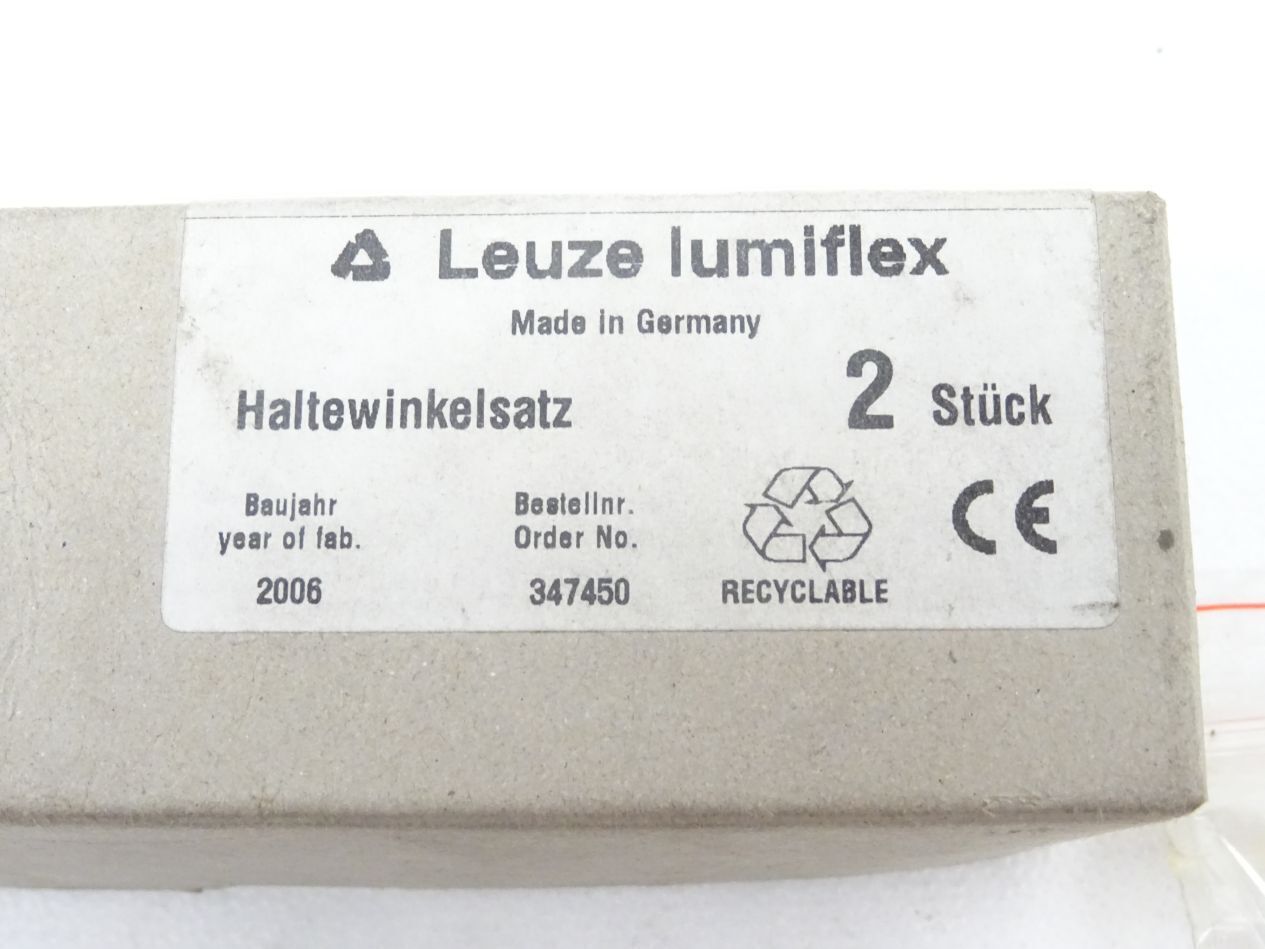 Leuze lumiflex
Made in Germany
Haltewinkelsatz 2 Stück
Baujahr
year of fab.
2006
Bestellnr.
Order No.
347450
RECYCLABLE
CE